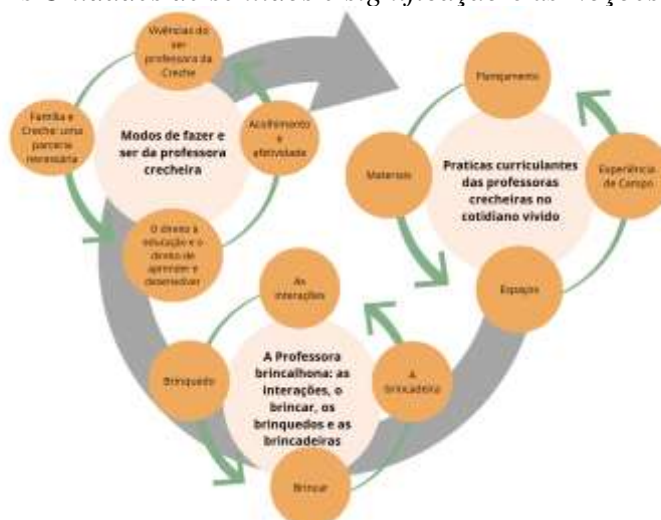 Vivências do
ser
professora da
Creche
Família e
Creche: uma
parceria
necessária
Modos de fazer e
ser da professora
crecheira
Acolhimento
e
afetividade
O direito à
educação e o
direito de
aprender e
desenvolver
Planejamento
Materiais
Praticas curriculantes
das professoras
crecheiras no
cotidiano vivido
Experiência
de Campo
Espaços
As
interações
Brinquedo
A Professora
brincalhona: as
interações, o
brincar, os
brinquedos e as
brincadeiras
A
brincadeira
Brincar